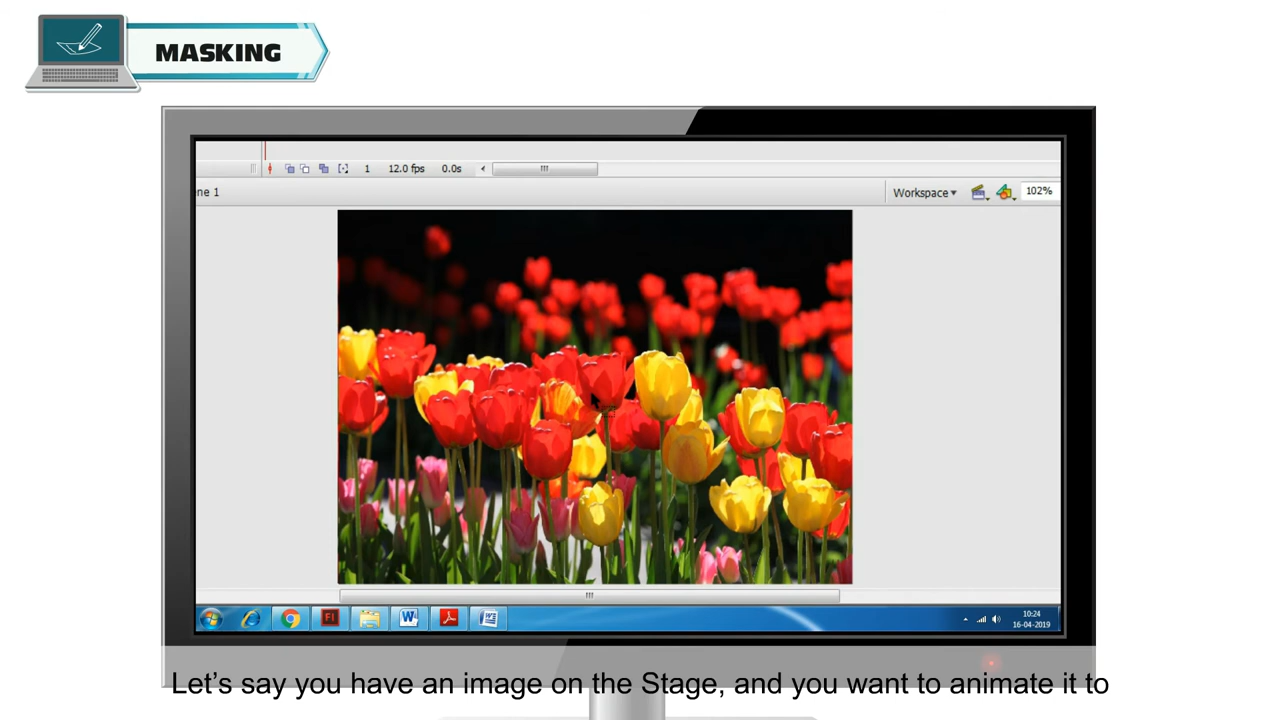 MASKING
1 12.0 fps 0.0s
ne 1
Workspace
102%
Fl
W
10:24
16-04-2019
Let's say you have an image on the Stage, and you want to animate it to